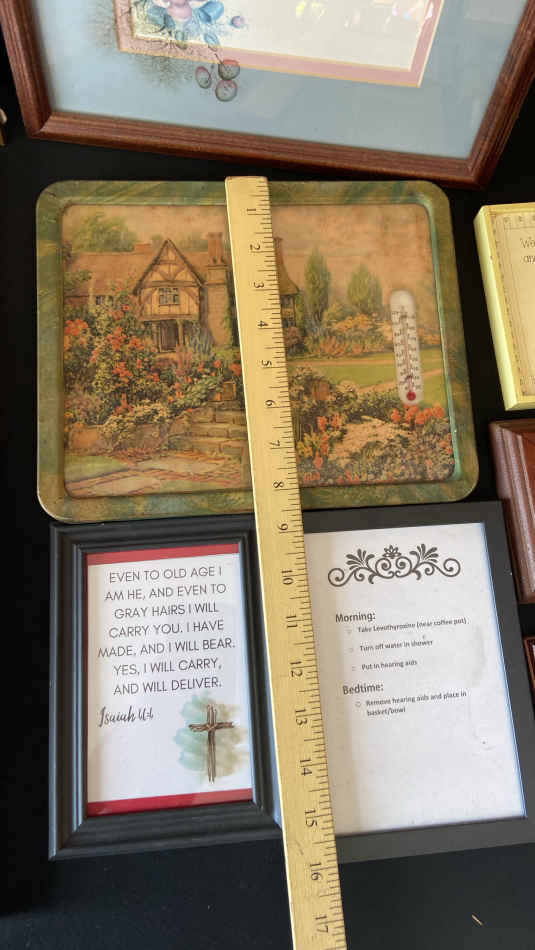 1
2
3
4
5
6
7
8
9
10
11
12
13
14
15
16
17
EVEN TO OLD AGE I
AM HE, AND EVEN TO
GRAY HAIRS I WILL
CARRY YOU. I HAVE
MADE, AND I WILL BEAR.
YES, I WILL CARRY,
AND WILL DELIVER.
Isaiah
Morning:
○ Take Levothyroxine (near coffee pot)
○ Turn off water in shower
○ Put in hearing aids
Bedtime:
○ Remove hearing aids and place in
basket/bowl